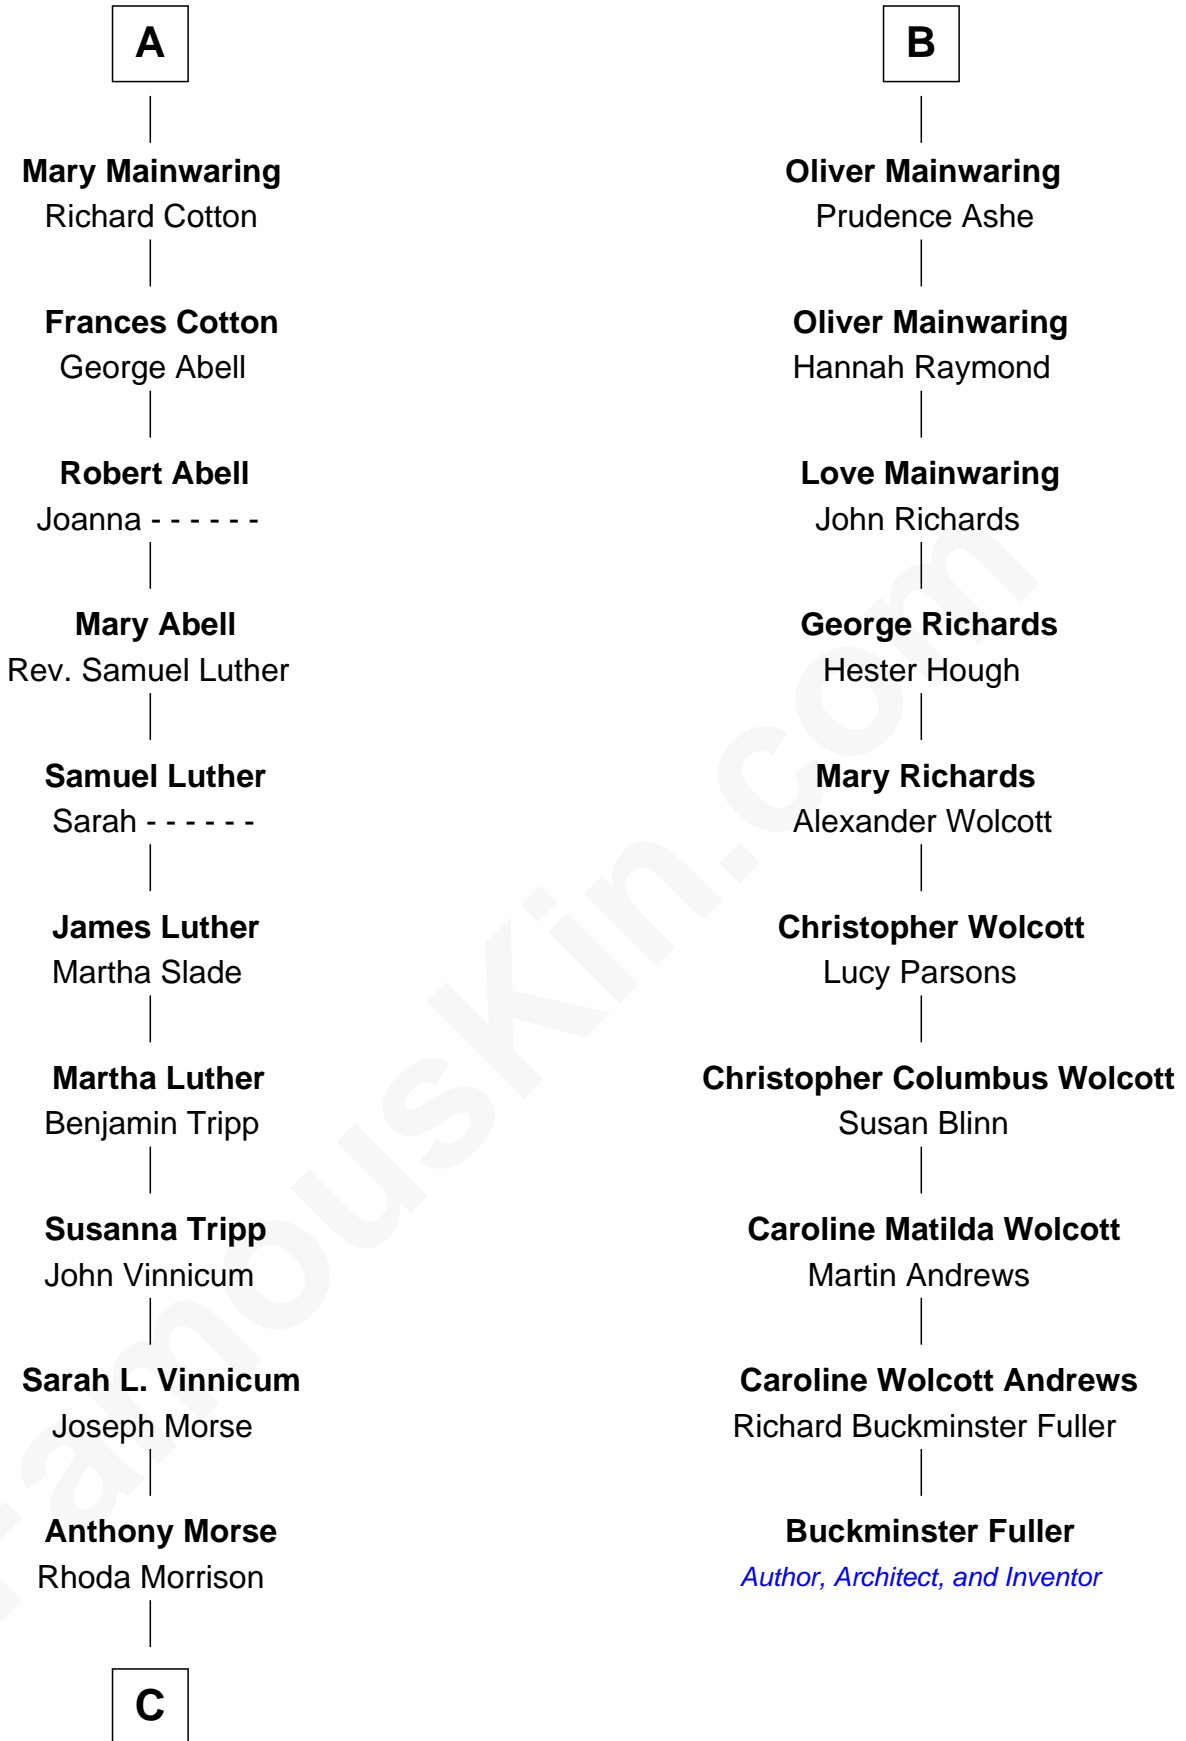 A
Mary Mainwaring
Richard Cotton
Frances Cotton
George Abell
Robert Abell
Joanna - - - - - -
Mary Abell
Rev. Samuel Luther
Samuel Luther
Sarah - - - - - -
James Luther
Martha Slade
Martha Luther
Benjamin Tripp
Susanna Tripp
John Vinnicum
Sarah L. Vinnicum
Joseph Morse
Anthony Morse
Rhoda Morrison
C
B
Oliver Mainwaring
Prudence Ashe
Oliver Mainwaring
Hannah Raymond
Love Mainwaring
John Richards
George Richards
Hester Hough
Mary Richards
Alexander Wolcott
Christopher Wolcott
Lucy Parsons
Christopher Columbus Wolcott
Susan Blinn
Caroline Matilda Wolcott
Martin Andrews
Caroline Wolcott Andrews
Richard Buckminster Fuller
Buckminster Fuller
Author, Architect, and Inventor
FamousKin.com